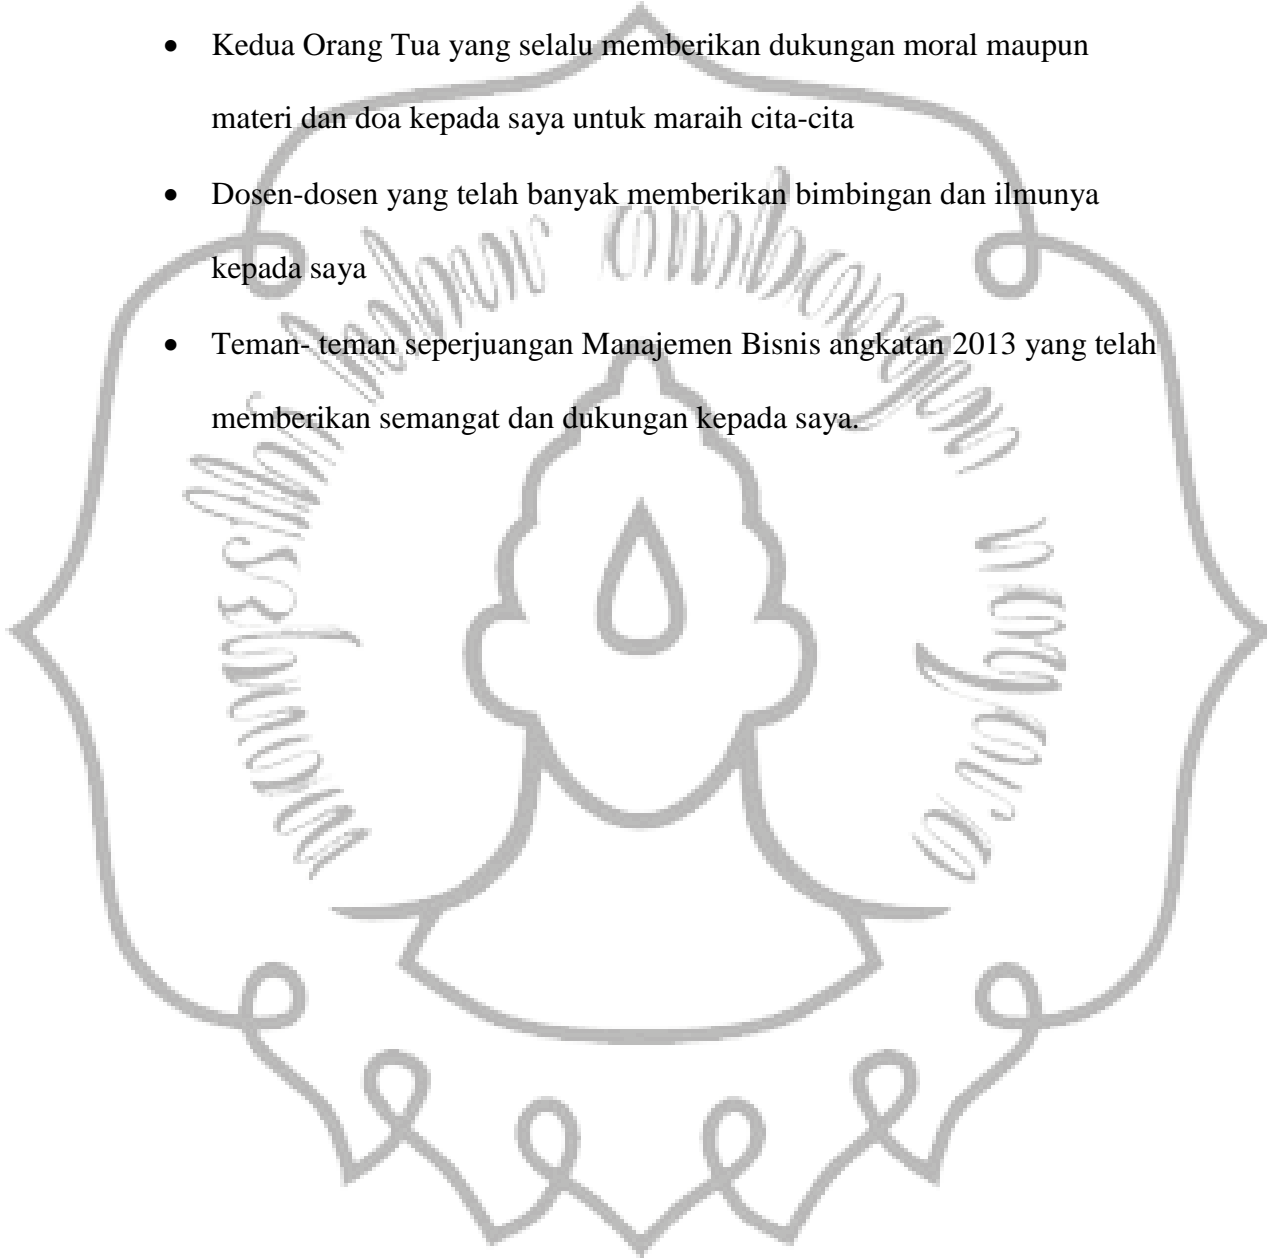 • Kedua Orang Tua yang selalu memberikan dukungan moral maupun
materi dan doa kepada saya untuk maraih cita-cita
• Dosen-dosen yang telah banyak memberikan bimbingan dan ilmunya
kepada saya
• Teman- teman seperjuangan Manajemen Bisnis angkatan 2013 yang telah
memberikan semangat dan dukungan kepada saya.